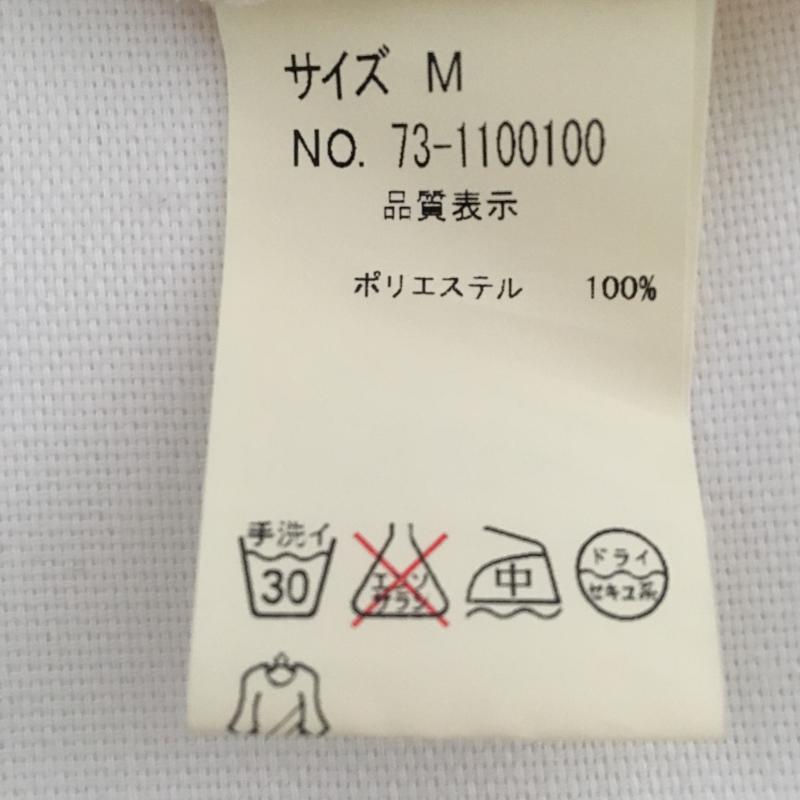 サイズ M
NO. 73-1100100
品質表示
ポリエステル 100%
手洗イ
30
エンソ
サラシ
中
ドライ
セキユ系